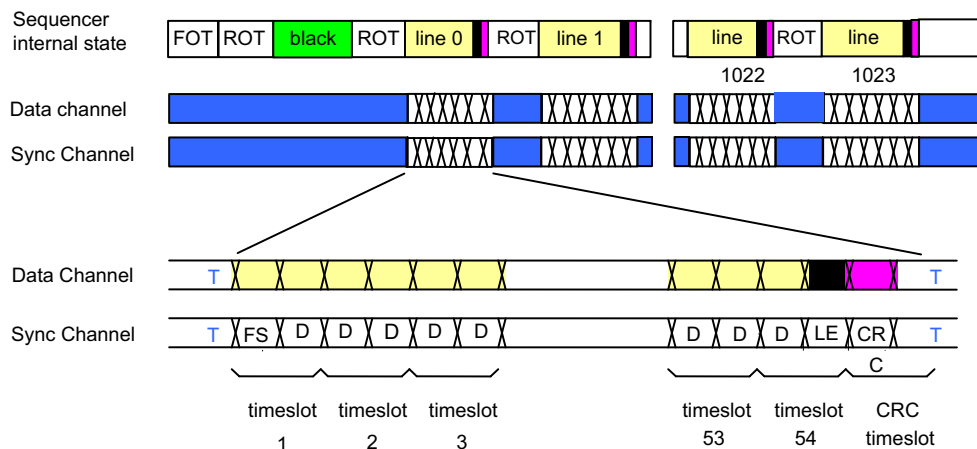 Sequencer
internal state
FOT ROT black ROT line 0 ROT line 1 line ROT line
1022 1023
Data channel
Sync Channel
Data Channel T T
Sync Channel T FS D D D D D D D D LE CR T
C
timeslot timeslot timeslot timeslot timeslot CRC
1 2 3 53 54 timeslot